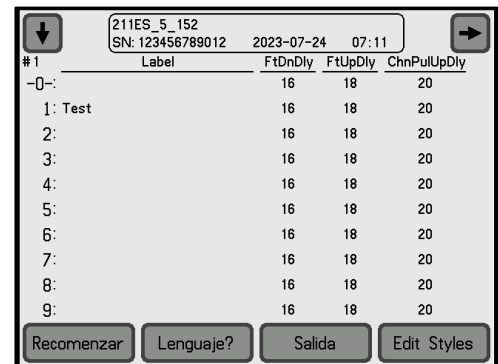 211ES_5_152
SN: 123456789012 2023-07-24 07:11
#1 Label FtDnDly FtUpDly ChnPulUpDly
-0-: 16 18 20
1: Test 16 18 20
2: 16 18 20
3: 16 18 20
4: 16 18 20
5: 16 18 20
6: 16 18 20
7: 16 18 20
8: 16 18 20
9: 16 18 20
Recomenzar Lenguaje? Salida Edit Styles